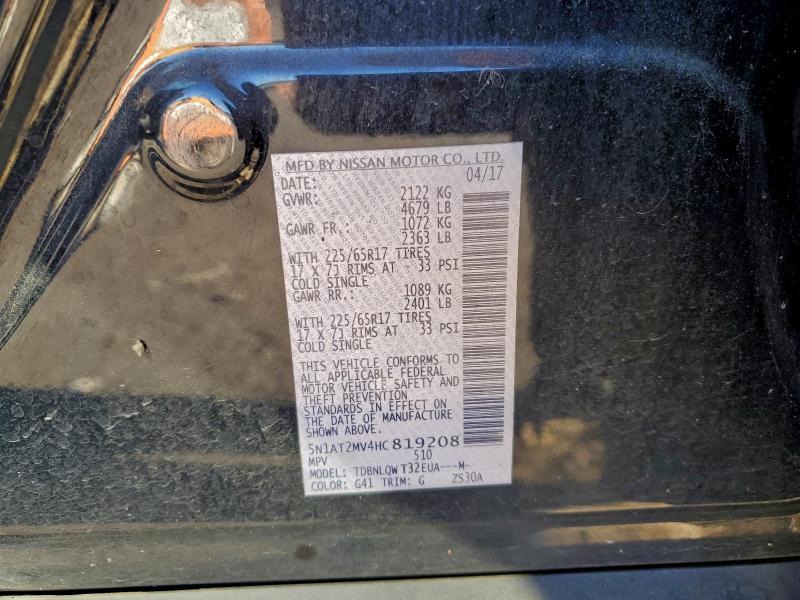 MFD BY NISSAN MOTOR CO., LTD.
DATE: 04/17
GVWR: 2122 KG
4679 LB
GAWR FR.: 1072 KG
2363 LB
WITH 225/65R17 TIRES
17 X 7J RIMS AT 33 PSI
COLD SINGLE
GAWR RR.: 1089 KG
2401 LB
WITH 225/65R17 TIRES
17 X 7J RIMS AT 33 PSI
COLD SINGLE
THIS VEHICLE CONFORMS TO
ALL APPLICABLE FEDERAL
MOTOR VEHICLE SAFETY AND
THEFT PREVENTION
STANDARDS IN EFFECT ON
THE DATE OF MANUFACTURE
SHOWN ABOVE.
5N1AT2MV4HC819208
MPV 510
MODEL: TDBNLQW T32EUA---M-
COLOR: G41 TRIM: G ZS30A